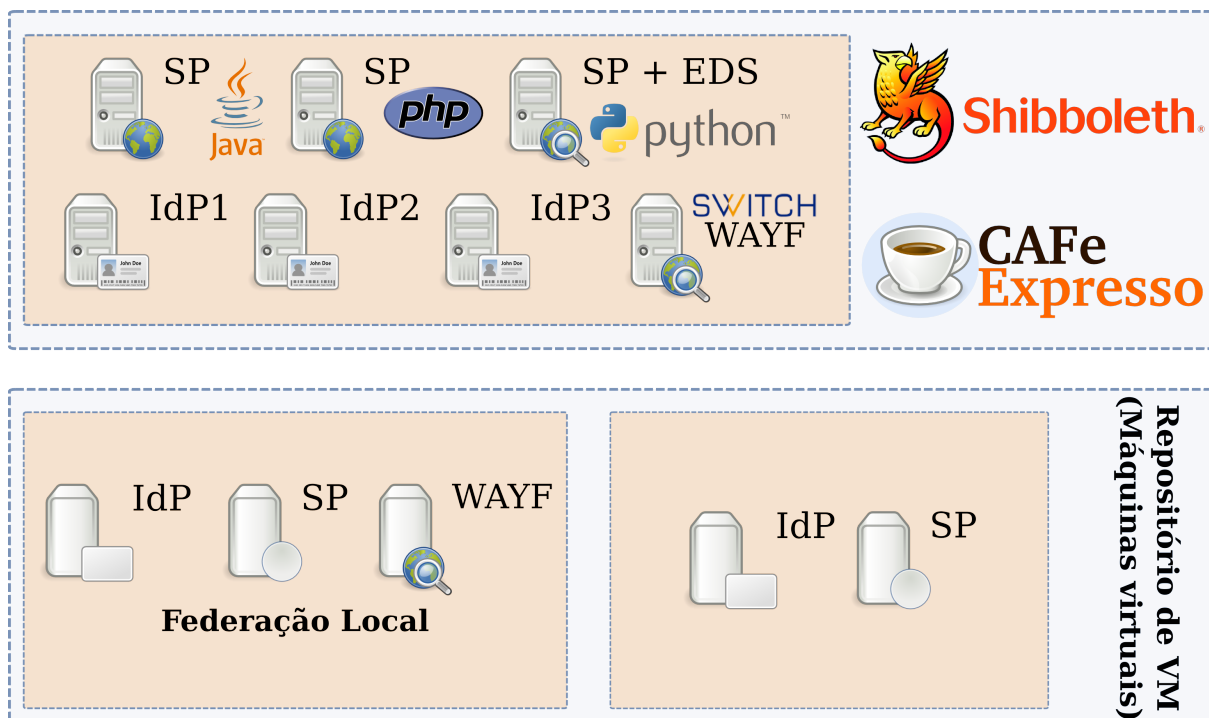 SP
Java
SP
php
SP + EDS
python™
Shibboleth®
IdP1
John Doe
IdP2
John Doe
IdP3
John Doe
SWITCH
WAYF
CAFe
Expresso
IdP
SP
WAYF
Federação Local
IdP
SP
Repositório de VM
(Máquinas virtuais)